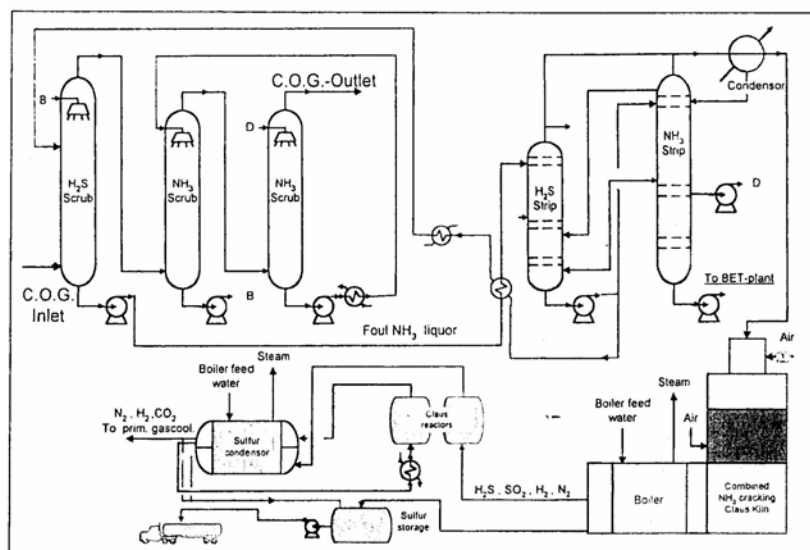 C.O.G.-Outlet
Condensor
B
D
H₂S
Scrub
NH₃
Scrub
NH₃
Scrub
H₂S
Strip
NH₃
Strip
D
B
C.O.G.
Inlet
Foul NH₃ liquor
To BET-plant
Air
Steam
Boiler feed
water
N₂ . H₂.CO₂
To prim. gascool.
Sulfur
condensor
Claus
reactors
Steam
Boiler feed
water
Air
H₂S . SO₂ . H₂ . N₂
Boiler
Combined
NH₃ cracking
Claus Kiln
Sulfur
storage